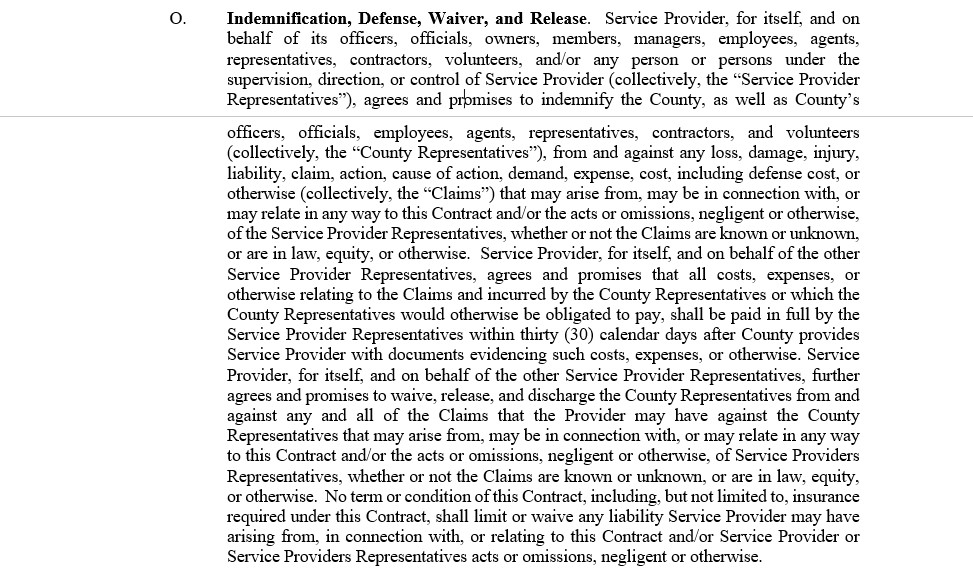 O. Indemnification, Defense, Waiver, and Release. Service Provider, for itself, and on
behalf of its officers, officials, owners, members, managers, employees, agents,
representatives, contractors, volunteers, and/or any person or persons under the
supervision, direction, or control of Service Provider (collectively, the “Service Provider
Representatives”), agrees and promises to indemnify the County, as well as County’s
officers, officials, employees, agents, representatives, contractors, and volunteers
(collectively, the “County Representatives”), from and against any loss, damage, injury,
liability, claim, action, cause of action, demand, expense, cost, including defense cost, or
otherwise (collectively, the “Claims”) that may arise from, may be in connection with, or
may relate in any way to this Contract and/or the acts or omissions, negligent or otherwise,
of the Service Provider Representatives, whether or not the Claims are known or unknown,
or are in law, equity, or otherwise. Service Provider, for itself, and on behalf of the other
Service Provider Representatives, agrees and promises that all costs, expenses, or
otherwise relating to the Claims and incurred by the County Representatives or which the
County Representatives would otherwise be obligated to pay, shall be paid in full by the
Service Provider Representatives within thirty (30) calendar days after County provides
Service Provider with documents evidencing such costs, expenses, or otherwise. Service
Provider, for itself, and on behalf of the other Service Provider Representatives, further
agrees and promises to waive, release, and discharge the County Representatives from and
against any and all of the Claims that the Provider may have against the County
Representatives that may arise from, may be in connection with, or may relate in any way
to this Contract and/or the acts or omissions, negligent or otherwise, of Service Providers
Representatives, whether or not the Claims are known or unknown, or are in law, equity,
or otherwise. No term or condition of this Contract, including, but not limited to, insurance
required under this Contract, shall limit or waive any liability Service Provider may have
arising from, in connection with, or relating to this Contract and/or Service Provider or
Service Providers Representatives acts or omissions, negligent or otherwise.